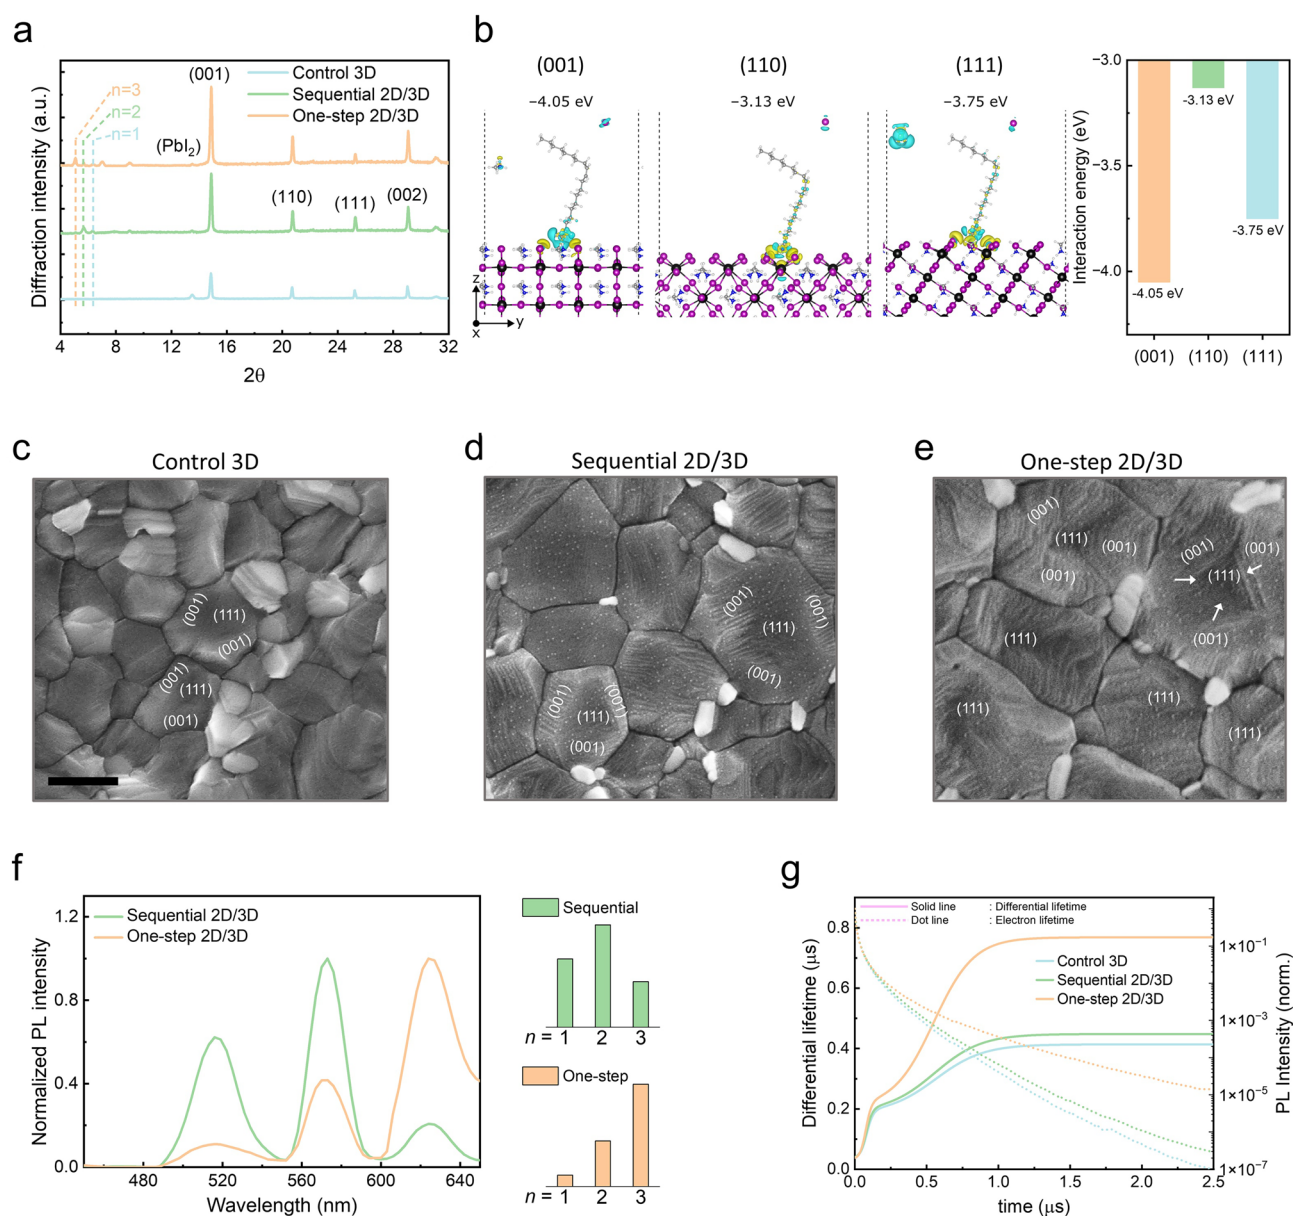 a
(001)
Control 3D
Sequential 2D/3D
One-step 2D/3D
n=3
n=2
n=1
(PbI₂)
(110)
(111)
(002)
Diffraction intensity (a.u.)
4 8 12 16 20 24 28 32
2θ
b
(001) (110) (111)
−4.05 eV −3.13 eV −3.75 eV
z
y
x
Interaction energy (eV)
−3.0
−3.5
−4.0
-3.13 eV
-3.75 eV
-4.05 eV
(001) (110) (111)
c
Control 3D
(001)
(111)
(001)
(001)
(111)
(001)
d
Sequential 2D/3D
(001)
(001)
(111)
(001)
(001)
(001)
(111)
(001)
e
One-step 2D/3D
(001)
(111)
(001)
(001)
(001)
(001)
(111)
(001)
(111)
(111)
(111)
(111)
f
Sequential 2D/3D
One-step 2D/3D
Normalized PL intensity
1.2
0.8
0.4
0.0
480 520 560 600 640
Wavelength (nm)
Sequential
n = 1 2 3
One-step
n = 1 2 3
g
Solid line : Differential lifetime
Dot line : Electron lifetime
Control 3D
Sequential 2D/3D
One-step 2D/3D
Differential lifetime (μs)
0.8
0.6
0.4
0.2
0.0
PL Intensity (norm.)
1×10⁻¹
1×10⁻³
1×10⁻⁵
1×10⁻⁷
0.0 0.5 1.0 1.5 2.0 2.5
time (μs)